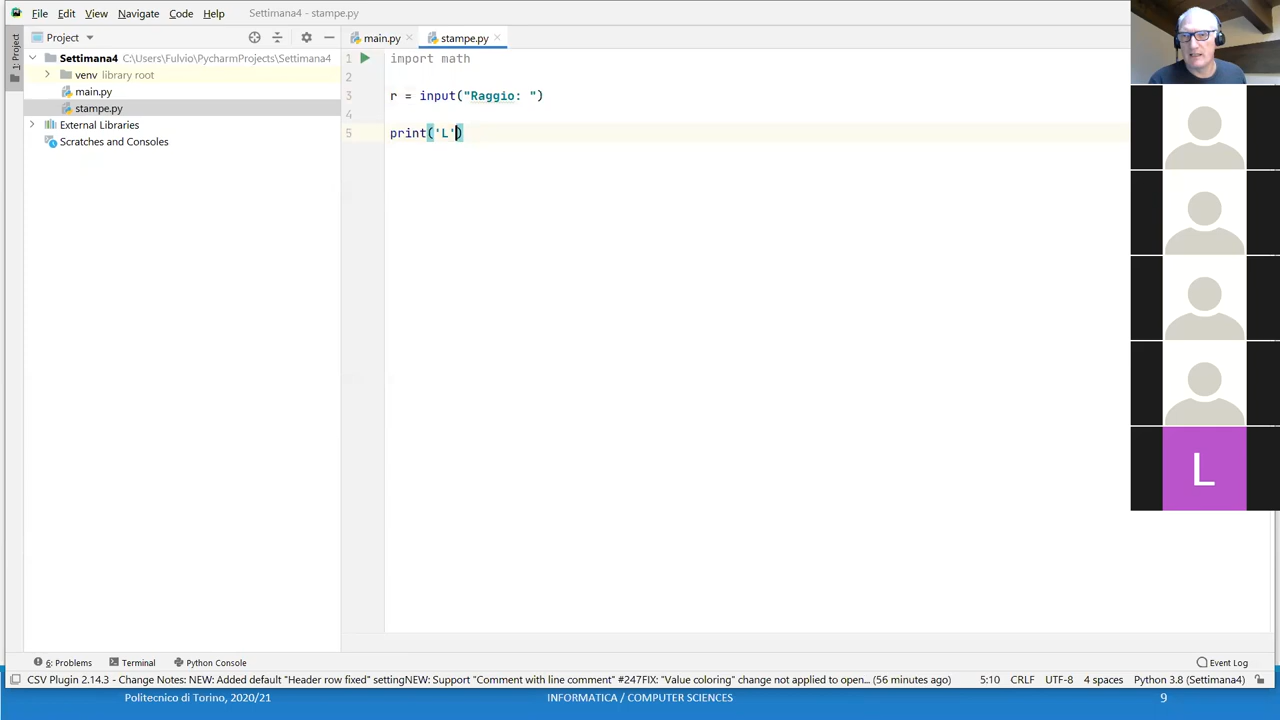 File Edit View Navigate Code Help Settimana4 - stampe.py
Project main.py stampe.py
1: Project
Settimana4 C:\Users\Fulvio\PycharmProjects\Settimana4
venv library root
main.py
stampe.py
External Libraries
Scratches and Consoles
1 import math
2
3 r = input("Raggio: ")
4
5 print('L')
L
6: Problems Terminal Python Console Event Log
CSV Plugin 2.14.3 - Change Notes: NEW: Added default "Header row fixed" settingNEW: Support "Comment with line comment" #247FIX: "Value coloring" change not applied to open... (56 minutes ago) 5:10 CRLF UTF-8 4 spaces Python 3.8 (Settimana4)
Politecnico di Torino, 2020/21 INFORMATICA / COMPUTER SCIENCES 9